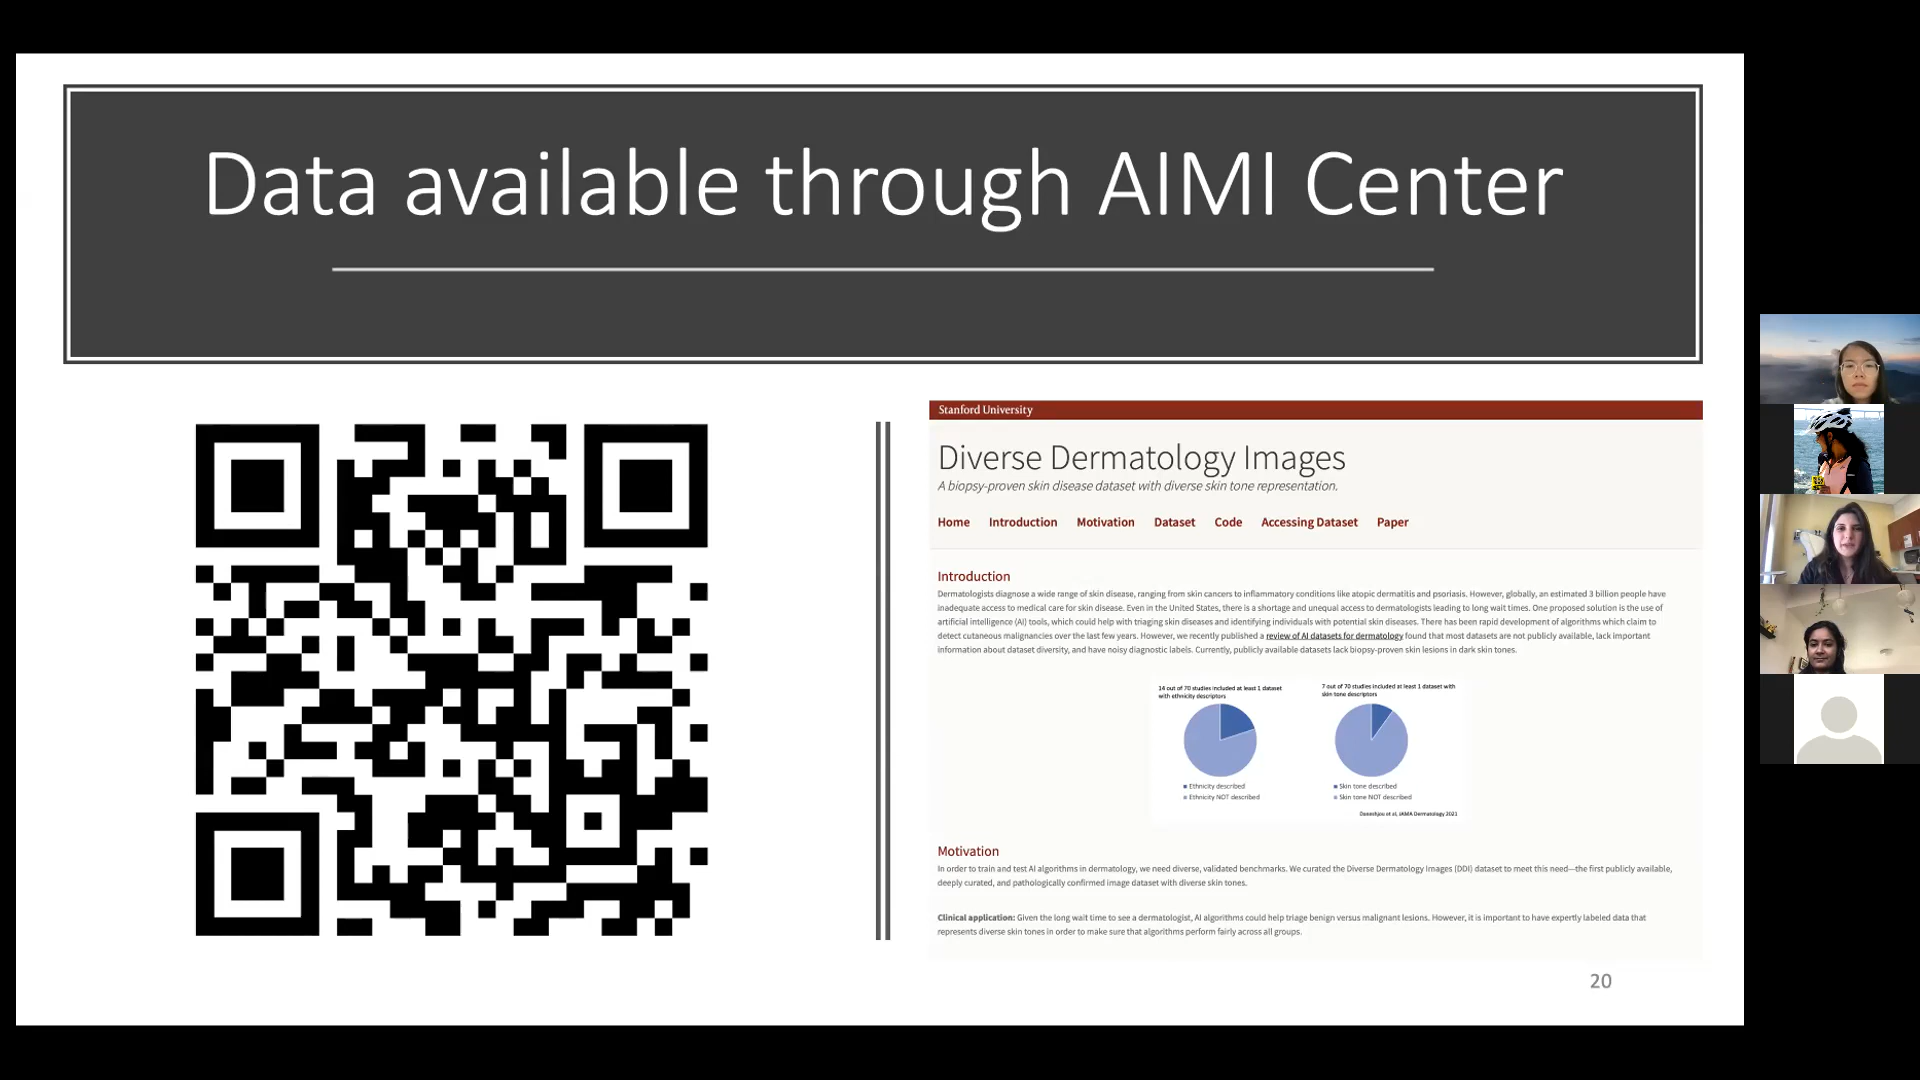 Data available through AIMI Center
Stanford University
Diverse Dermatology Images
A biopsy-proven skin disease dataset with diverse skin tone representation.
Home Introduction Motivation Dataset Code Accessing Dataset Paper
Introduction
Dermatologists diagnose a wide range of skin disease, ranging from skin cancers to inflammatory conditions like atopic dermatitis and psoriasis. However, globally, an estimated 3 billion people have
inadequate access to medical care for skin disease. Even in the United States, there is a shortage and unequal access to dermatologists leading to long wait times. One proposed solution is the use of
artificial intelligence (AI) tools, which could help with triaging skin diseases and identifying individuals with potential skin diseases. There has been rapid development of algorithms which claim to
detect cutaneous malignancies over the last few years. However, we recently published a review of AI datasets for dermatology found that most datasets are not publicly available, lack important
information about dataset diversity, and have noisy diagnostic labels. Currently, publicly available datasets lack biopsy-proven skin lesions in dark skin tones.
14 out of 70 studies included at least 1 dataset
with ethnicity descriptors
7 out of 70 studies included at least 1 dataset with
skin tone descriptors
Ethnicity described
Ethnicity NOT described
Skin tone described
Skin tone NOT described
Daneshjou et al, JAMA Dermatology 2021
Motivation
In order to train and test AI algorithms in dermatology, we need diverse, validated benchmarks. We curated the Diverse Dermatology Images (DDI) dataset to meet this need—the first publicly available,
deeply curated, and pathologically confirmed image dataset with diverse skin tones.
Clinical application: Given the long wait time to see a dermatologist, AI algorithms could help triage benign versus malignant lesions. However, it is important to have expertly labeled data that
represents diverse skin tones in order to make sure that algorithms perform fairly across all groups.
20